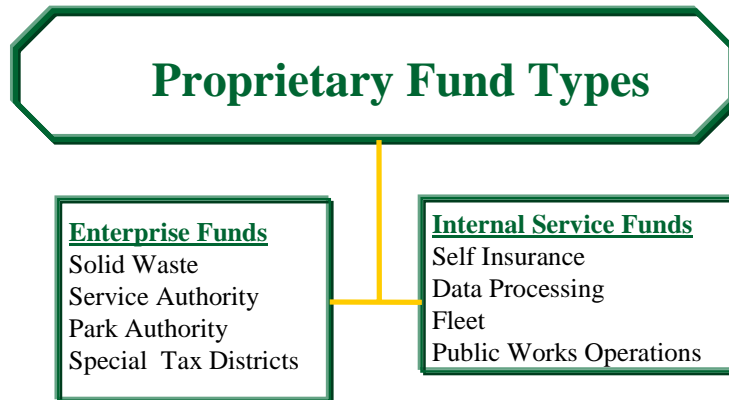 Proprietary Fund Types
Enterprise Funds
Solid Waste
Service Authority
Park Authority
Special Tax Districts
Internal Service Funds
Self Insurance
Data Processing
Fleet
Public Works Operations